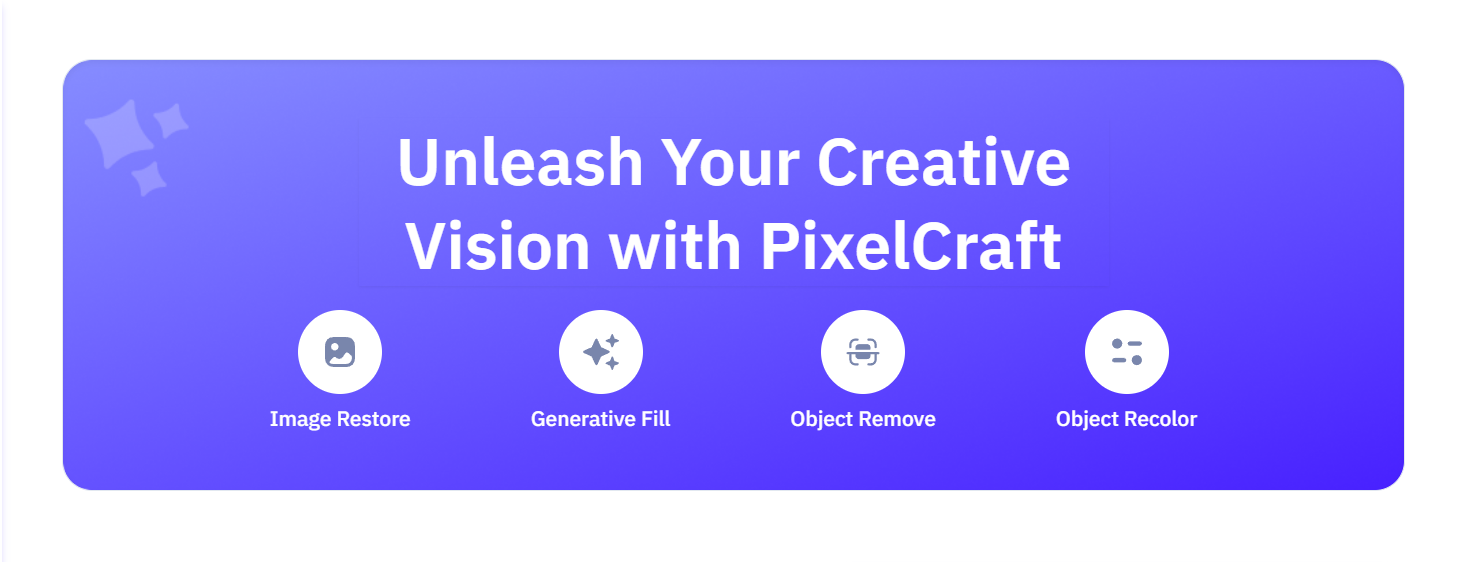 Unleash Your Creative
Vision with PixelCraft
Image Restore
Generative Fill
Object Remove
Object Recolor